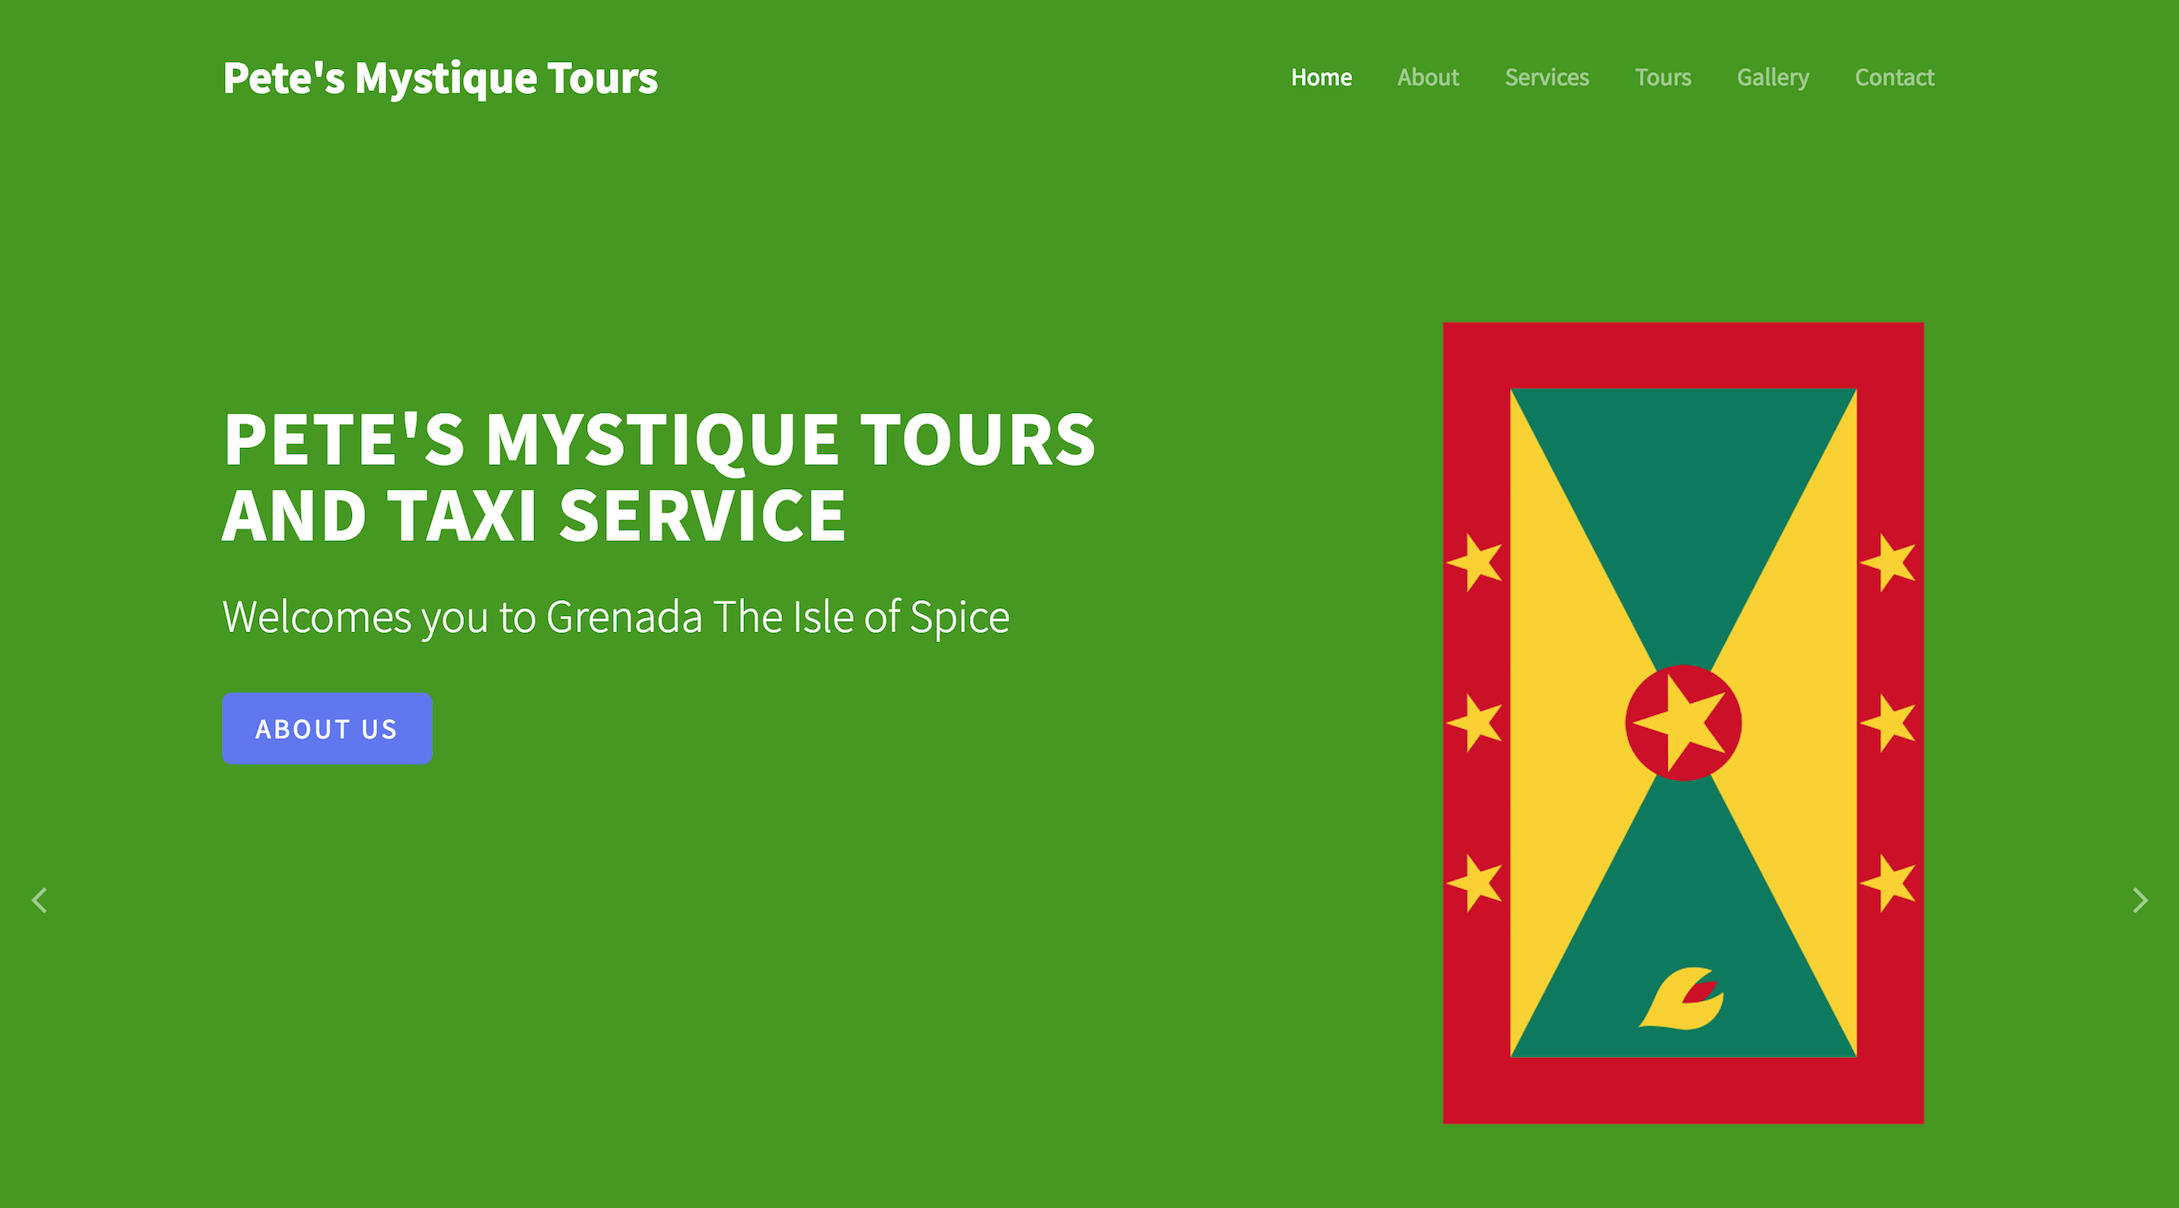 Pete's Mystique Tours
Home About Services Tours Gallery Contact
PETE'S MYSTIQUE TOURS
AND TAXI SERVICE
Welcomes you to Grenada The Isle of Spice
ABOUT US